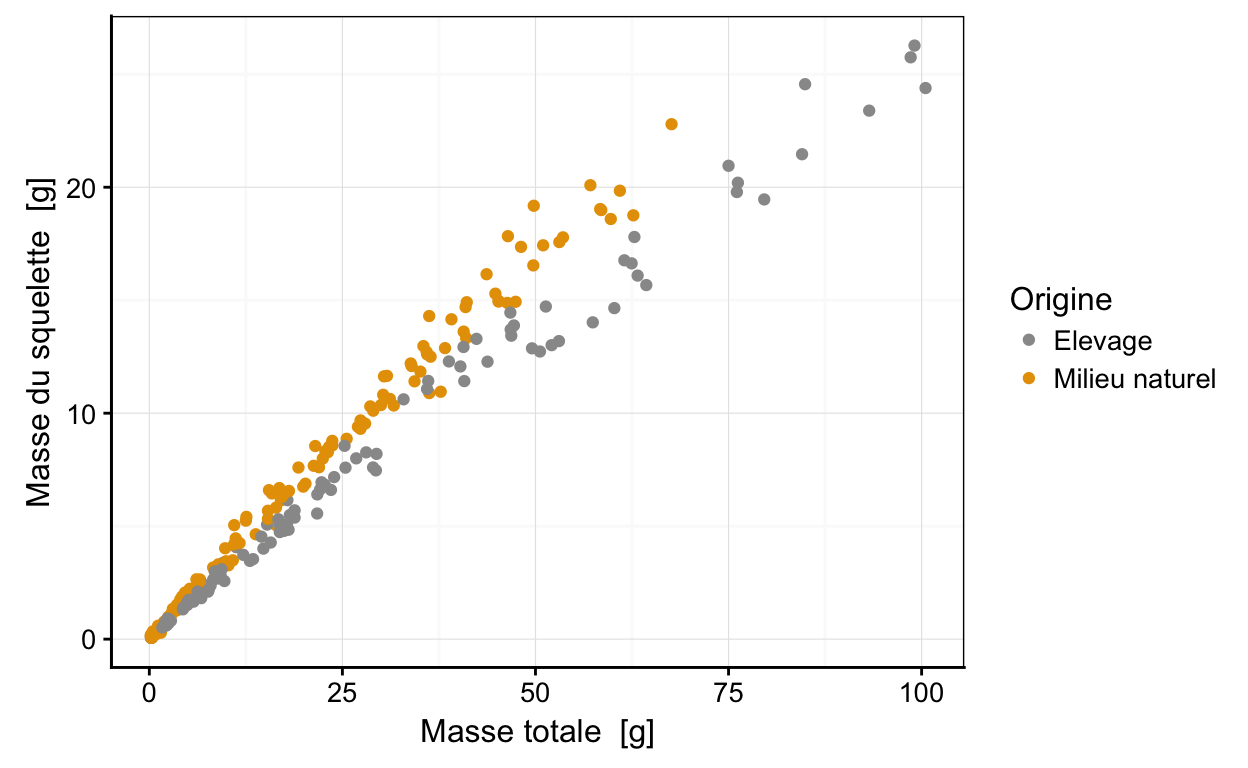 Masse du squelette [g]
20
10
0
0 25 50 75 100
Masse totale [g]
Origine
Elevage
Milieu naturel